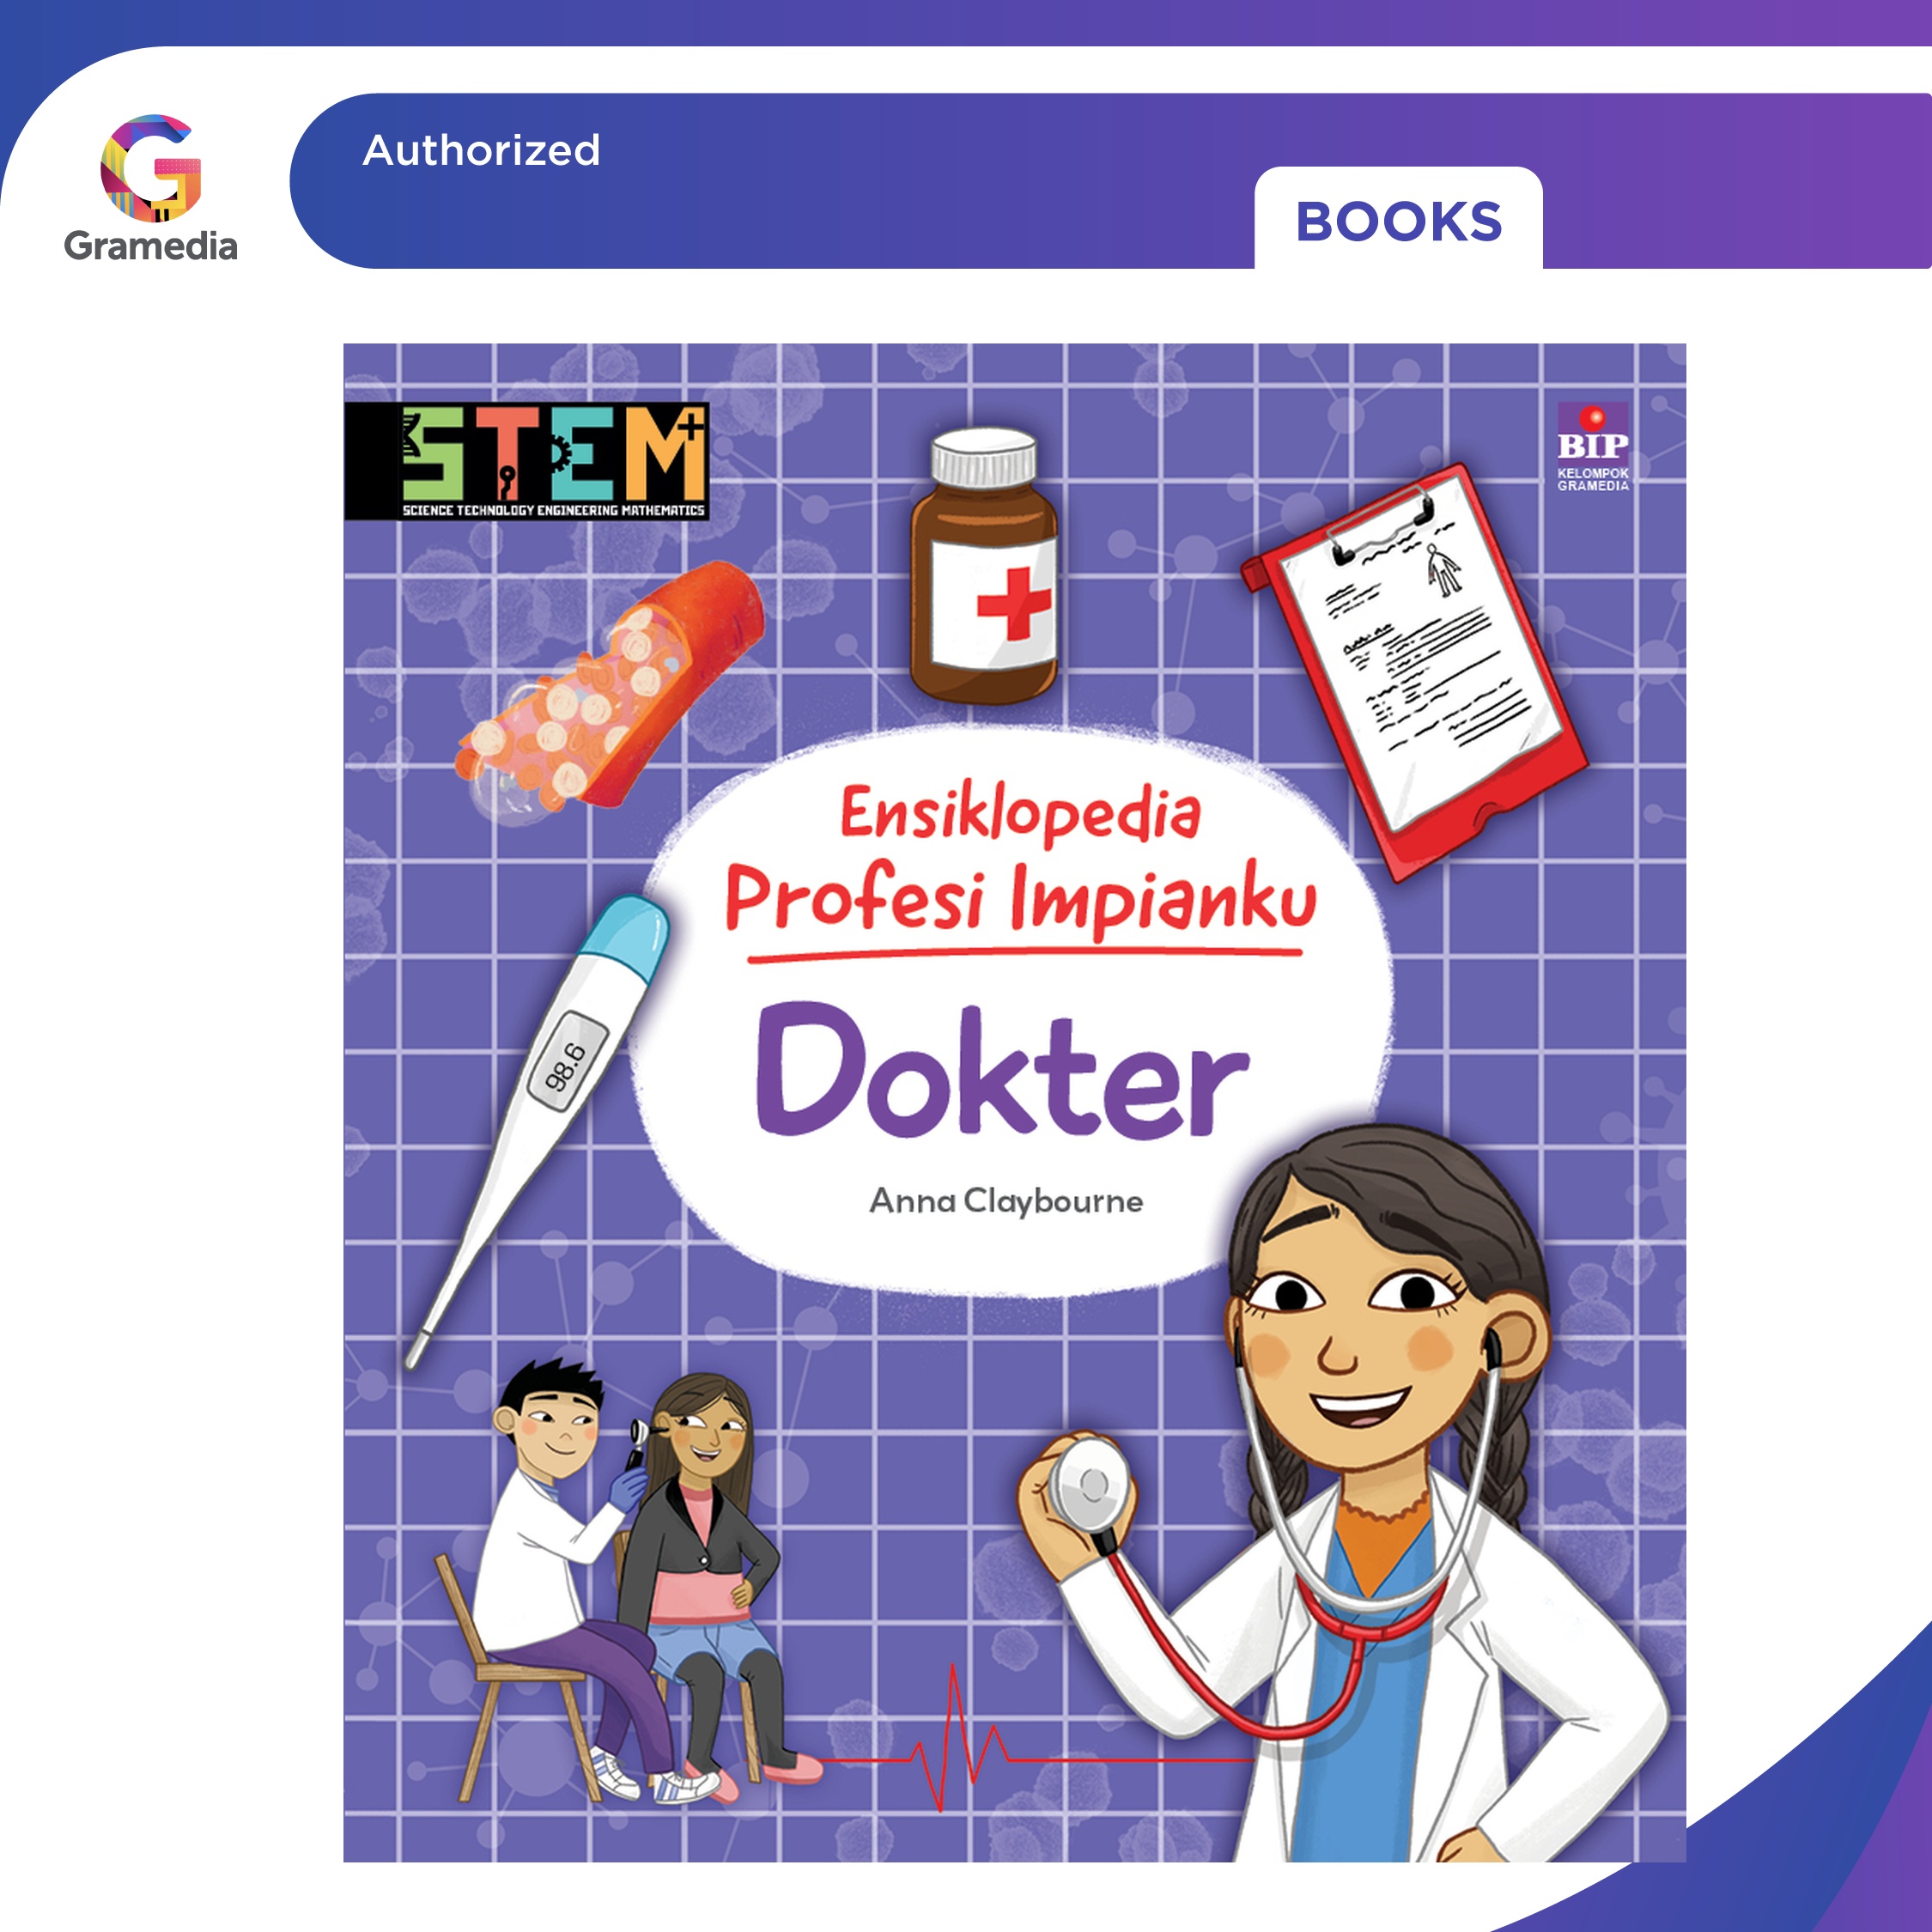 Gramedia
Authorized
BOOKS
STEM+
SCIENCE TECHNOLOGY ENGINEERING MATHEMATICS
BIP
KELOMPOK
GRAMEDIA
Ensiklopedia
Profesi Impianku
Dokter
Anna Claybourne
98.6